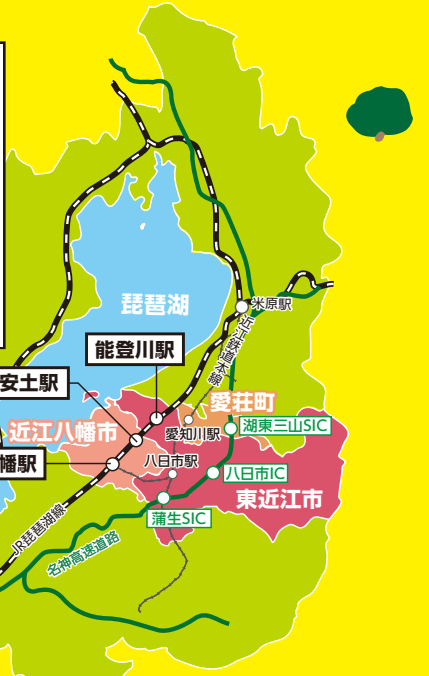 琵琶湖
米原駅
近江鉄道本線
能登川駅
安土駅
愛荘町
近江八幡市
愛知川駅
湖東三山SIC
幡駅
八日市駅
八日市IC
東近江市
蒲生SIC
JR琵琶湖線
名神高速道路